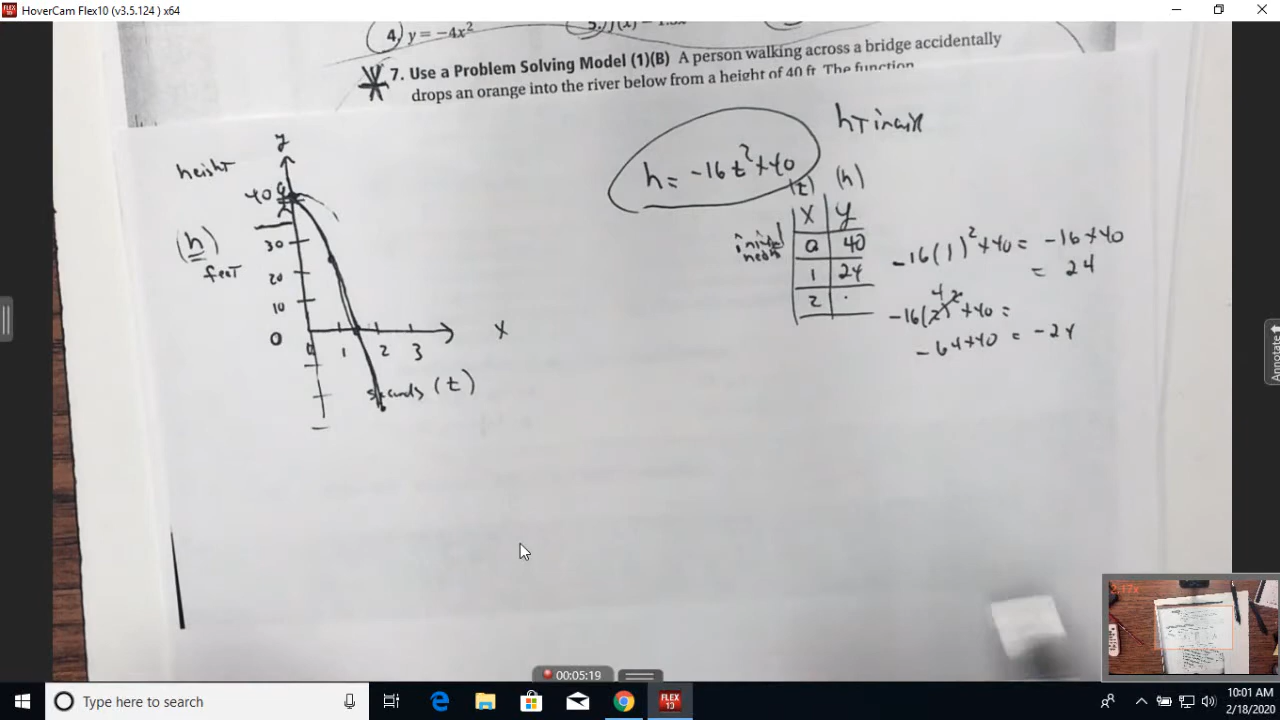 HoverCam Flex10 (v3.5.124 ) x64
4.) y = −4x²
7. Use a Problem Solving Model (1)(B) A person walking across a bridge accidentally
drops an orange into the river below from a height of 40 ft. The function
y
height
40
(h)
feet
30
20
10
0
1 2 3
x
seconds (t)
h = -16t² + 40
(t) (h)
x y
0 40
1 24
2
initial
-16(1)² + 40 = -16 + 40
= 24
-16(2)² + 40 =
4
-64 + 40 = -24
Annotate
00:05:19
Type here to search
FLEX
10
10:01 AM
2/18/2020